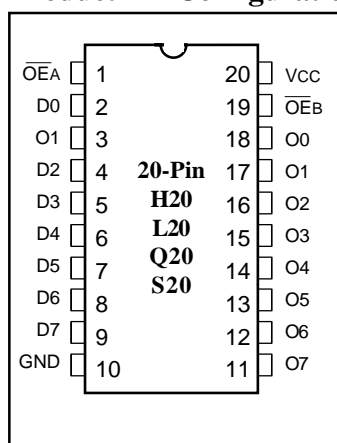 OEA 1 20 VCC
D0 2 19 OEB
O1 3 18 O0
D2 4 20-Pin 17 O1
D3 5 H20 16 O2
D4 6 L20 15 O3
D5 7 Q20 14 O4
D6 8 S20 13 O5
D7 9 12 O6
GND 10 11 O7